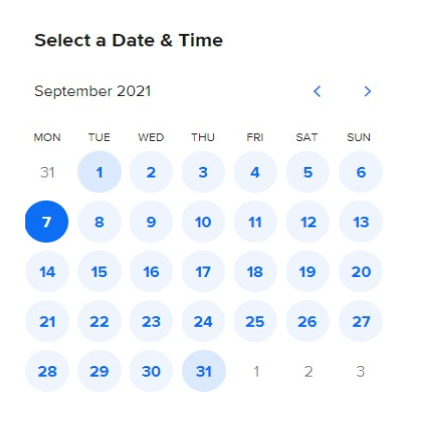 Select a Date & Time
September 2021
MON TUE WED THU FRI SAT SUN
31 1 2 3 4 5 6
7 8 9 10 11 12 13
14 15 16 17 18 19 20
21 22 23 24 25 26 27
28 29 30 31 1 2 3